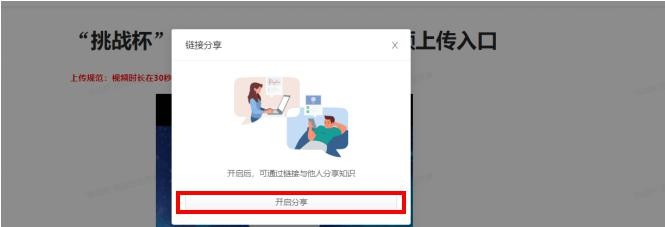 “挑战杯” 频上传入口
链接分享 X
上传规范：视频时长在30秒
开启后，可通过链接与他人分享知识
开启分享